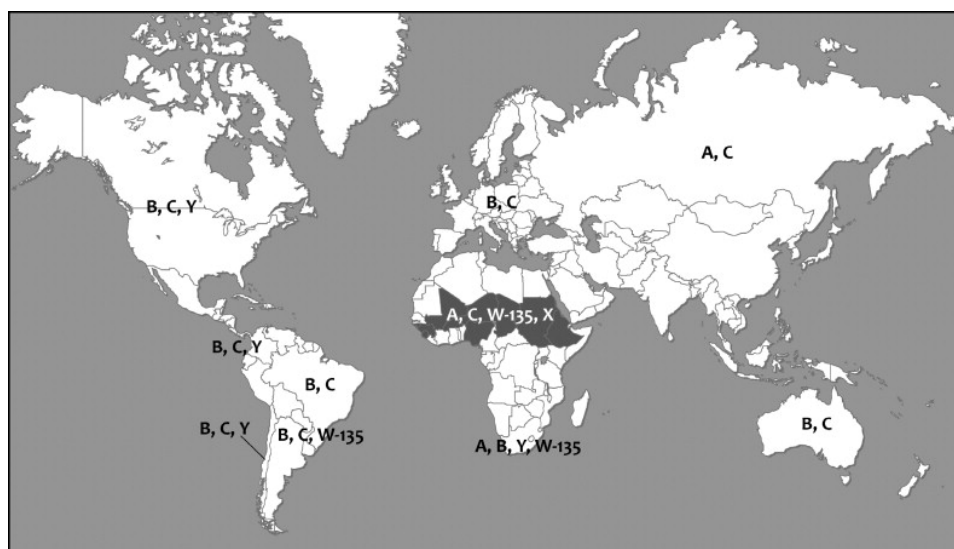 A, C
B, C, Y
B, C
A, C, W-135, X
B, C, Y
B, C
B, C, Y
B, C, W-135
A, B, Y, W-135
B, C